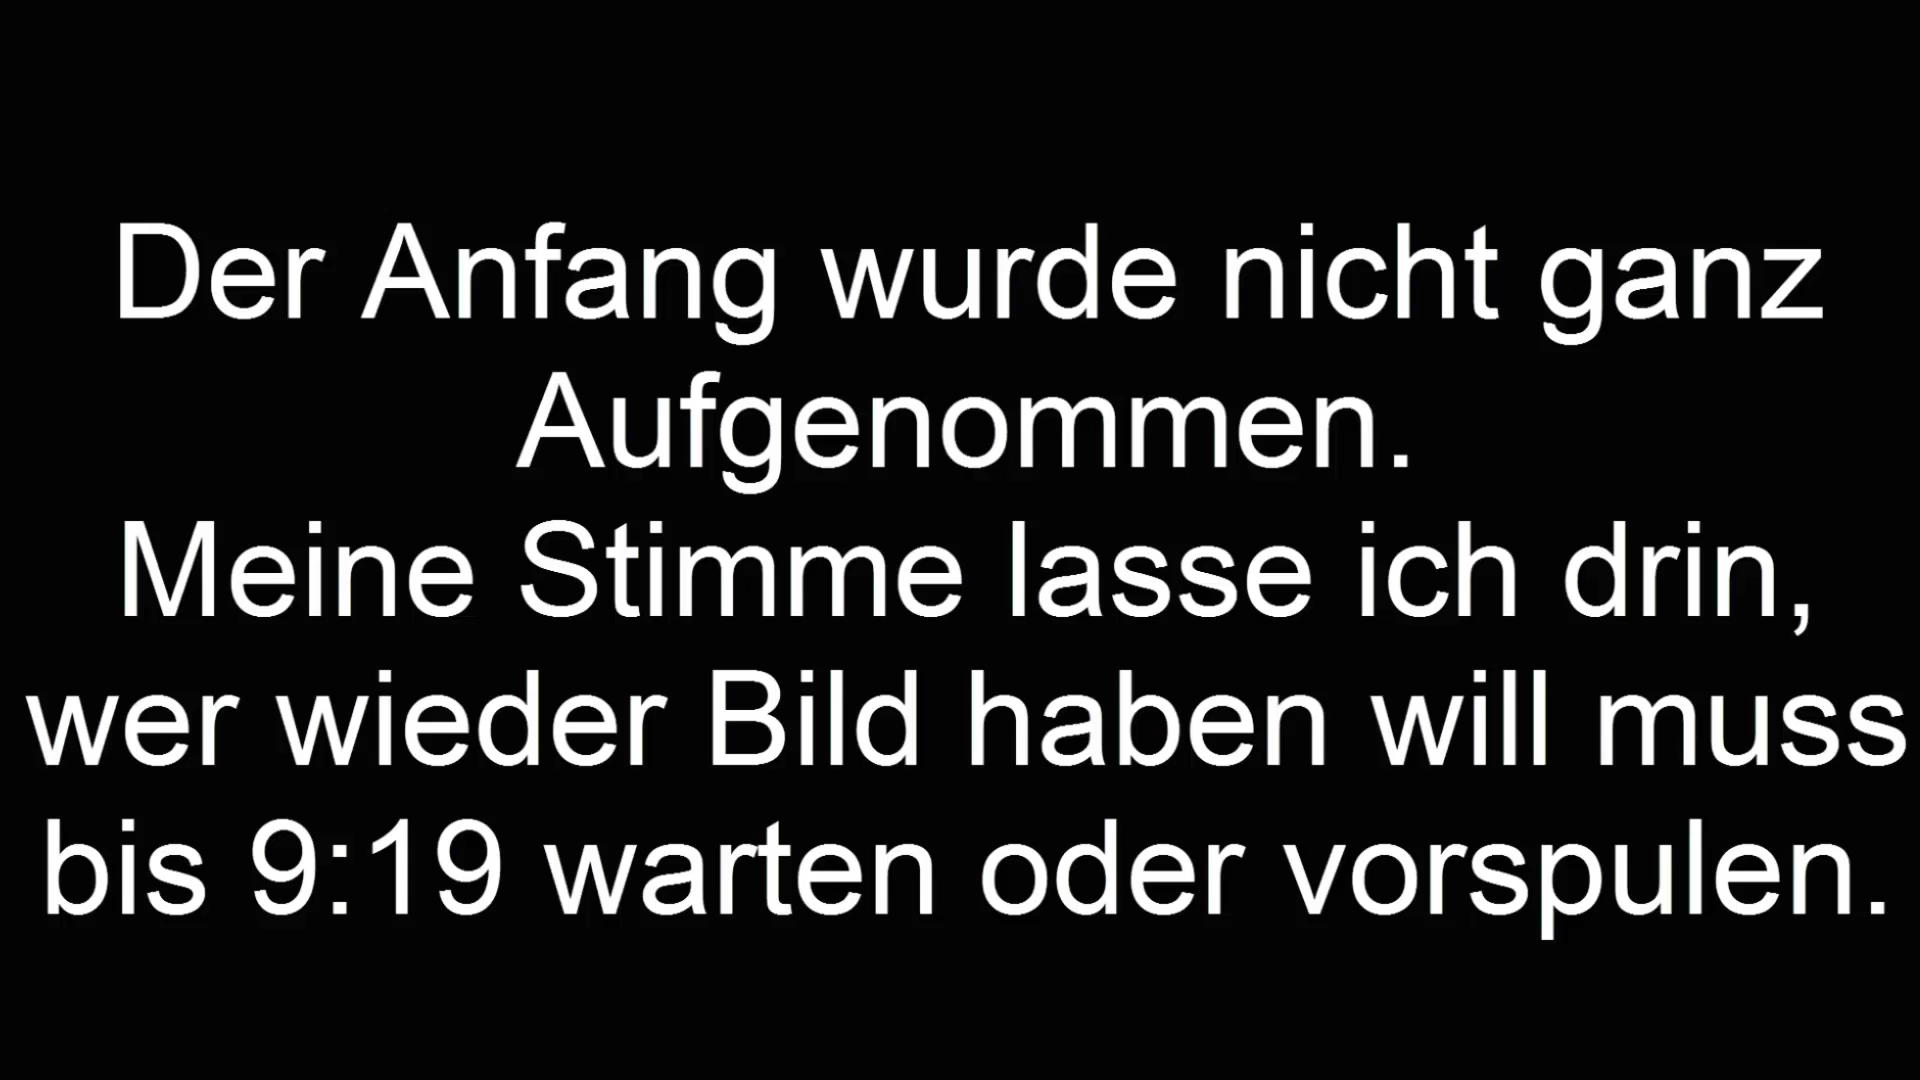 Der Anfang wurde nicht ganz
Aufgenommen.
Meine Stimme lasse ich drin,
wer wieder Bild haben will muss
bis 9:19 warten oder vorspulen.